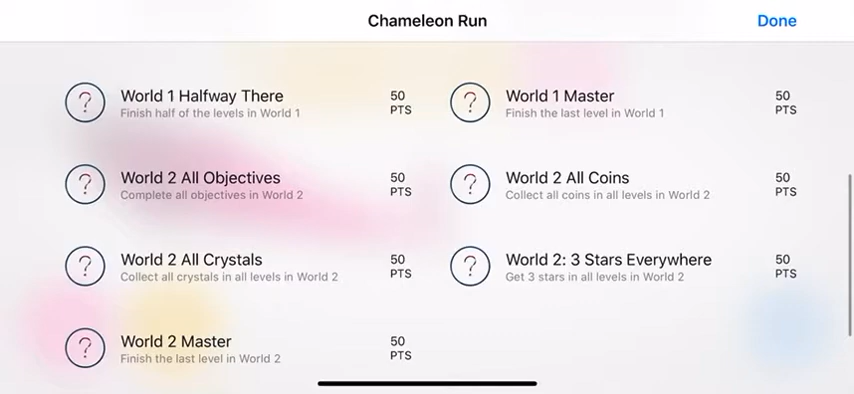 Chameleon Run
Done
World 1 Halfway There
Finish half of the levels in World 1
50
PTS
World 1 Master
Finish the last level in World 1
50
PTS
World 2 All Objectives
Complete all objectives in World 2
50
PTS
World 2 All Coins
Collect all coins in all levels in World 2
50
PTS
World 2 All Crystals
Collect all crystals in all levels in World 2
50
PTS
World 2: 3 Stars Everywhere
Get 3 stars in all levels in World 2
50
PTS
World 2 Master
Finish the last level in World 2
50
PTS